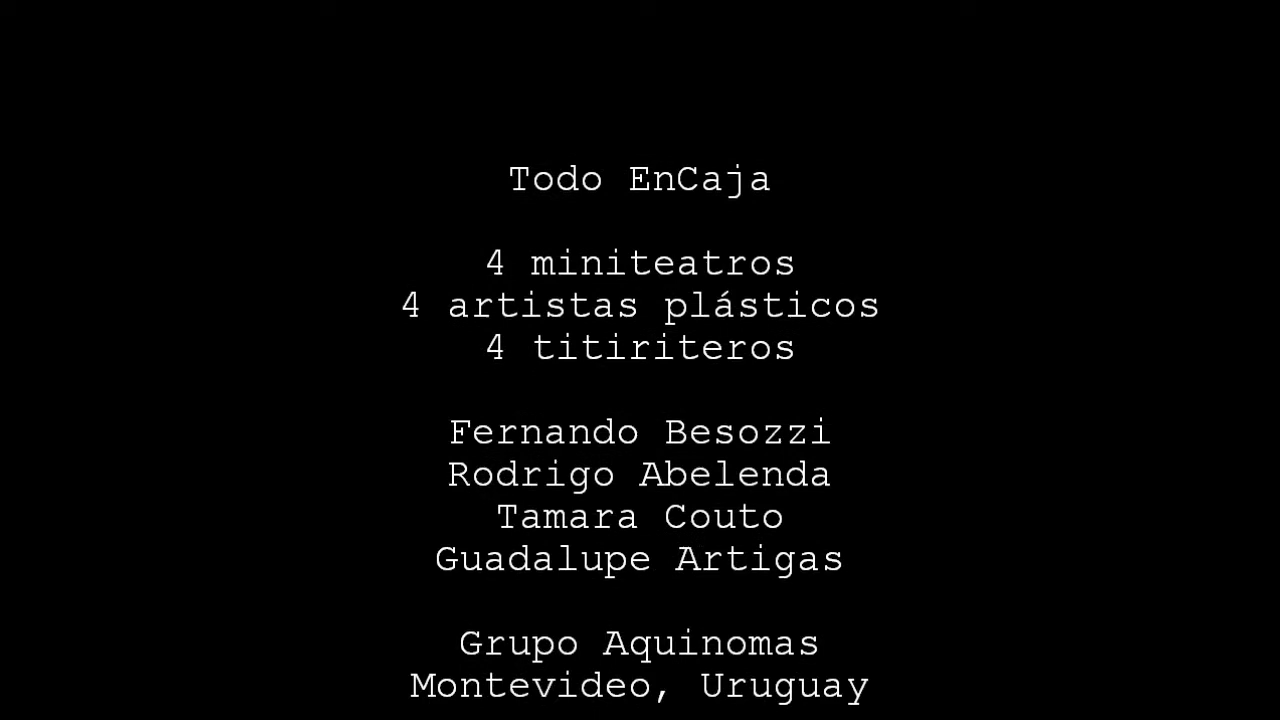 Todo EnCaja
4 miniteatros
4 artistas plásticos
4 titiriteros
Fernando Besozzi
Rodrigo Abelenda
Tamara Couto
Guadalupe Artigas
Grupo Aquinomas
Montevideo, Uruguay